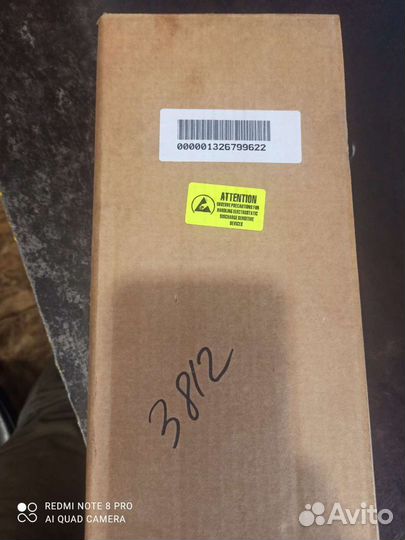 000001326799622
ATTENTION
OBSERVE PRECAUTIONS FOR
HANDLING ELECTROSTATIC
DISCHARGE SENSITIVE
DEVICES
3812
REDMI NOTE 8 PRO
AI QUAD CAMERA
Avito